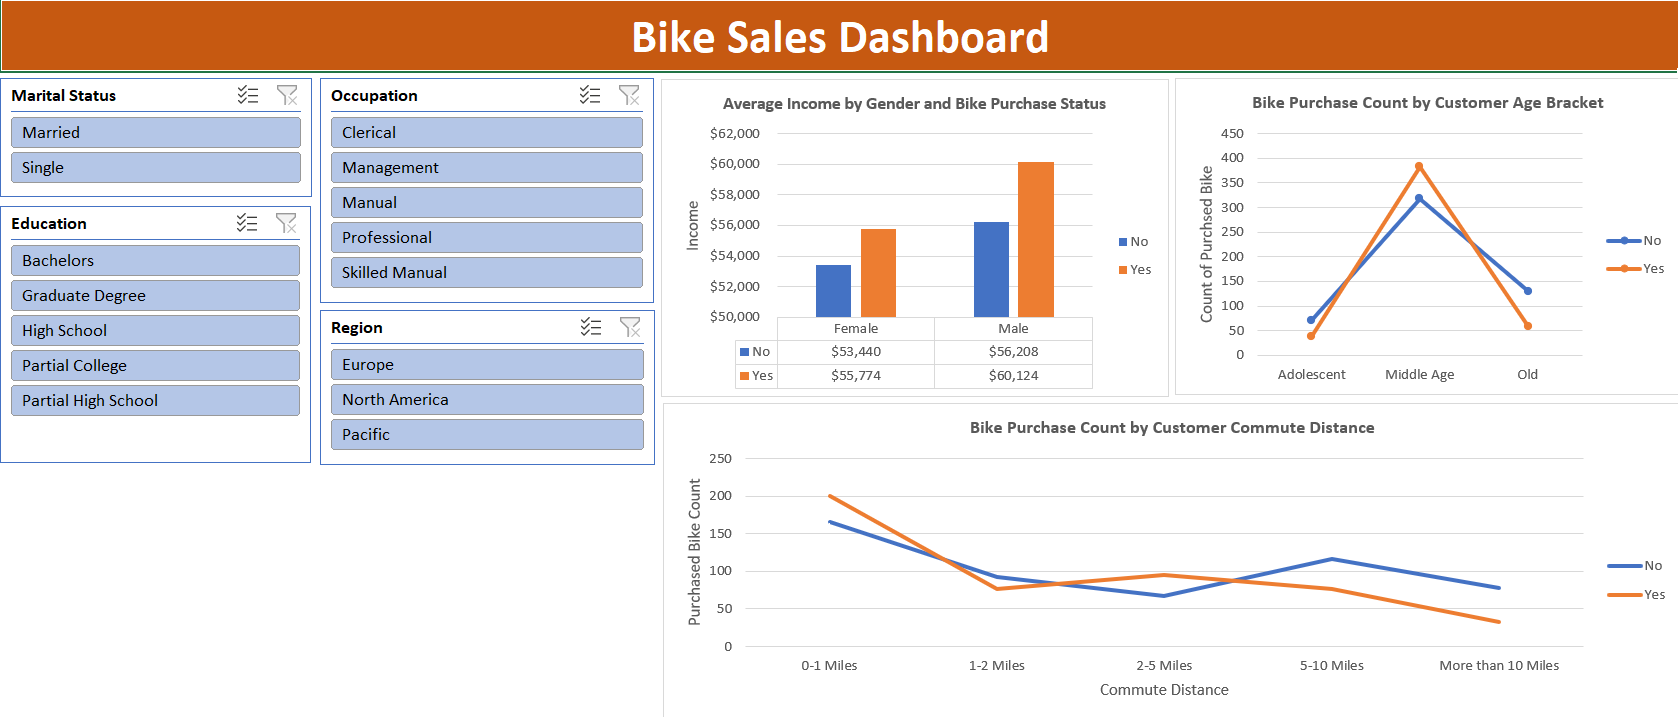 Bike Sales Dashboard
Marital Status
Married
Single
Education
Bachelors
Graduate Degree
High School
Partial College
Partial High School
Occupation
Clerical
Management
Manual
Professional
Skilled Manual
Region
Europe
North America
Pacific
Average Income by Gender and Bike Purchase Status
Income
$62,000
$60,000
$58,000
$56,000
$54,000
$52,000
$50,000
Female Male
No $53,440 $56,208
Yes $55,774 $60,124
No
Yes
Bike Purchase Count by Customer Age Bracket
Count of Purchsed Bike
450
400
350
300
250
200
150
100
50
0
Adolescent Middle Age Old
No
Yes
Bike Purchase Count by Customer Commute Distance
Purchased Bike Count
250
200
150
100
50
0
0-1 Miles 1-2 Miles 2-5 Miles 5-10 Miles More than 10 Miles
Commute Distance
No
Yes